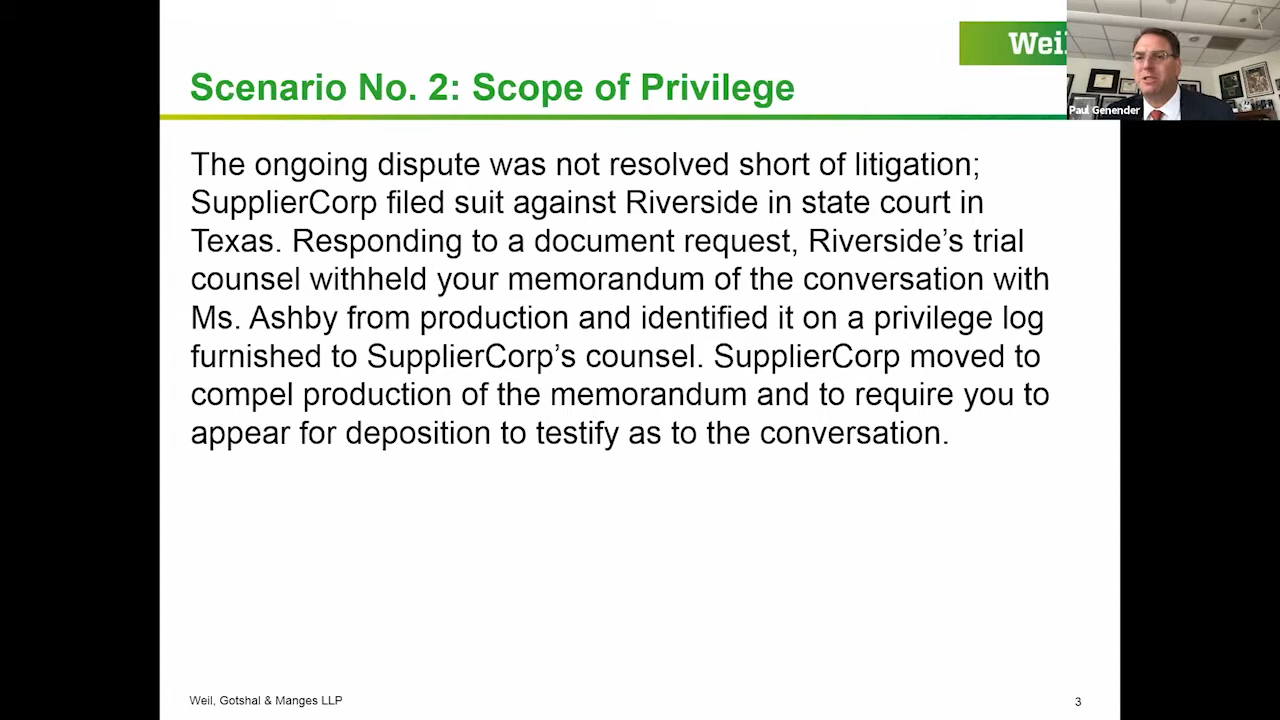 Weil
Paul Genender
Scenario No. 2: Scope of Privilege
The ongoing dispute was not resolved short of litigation;
SupplierCorp filed suit against Riverside in state court in
Texas. Responding to a document request, Riverside’s trial
counsel withheld your memorandum of the conversation with
Ms. Ashby from production and identified it on a privilege log
furnished to SupplierCorp’s counsel. SupplierCorp moved to
compel production of the memorandum and to require you to
appear for deposition to testify as to the conversation.
Weil, Gotshal & Manges LLP
3